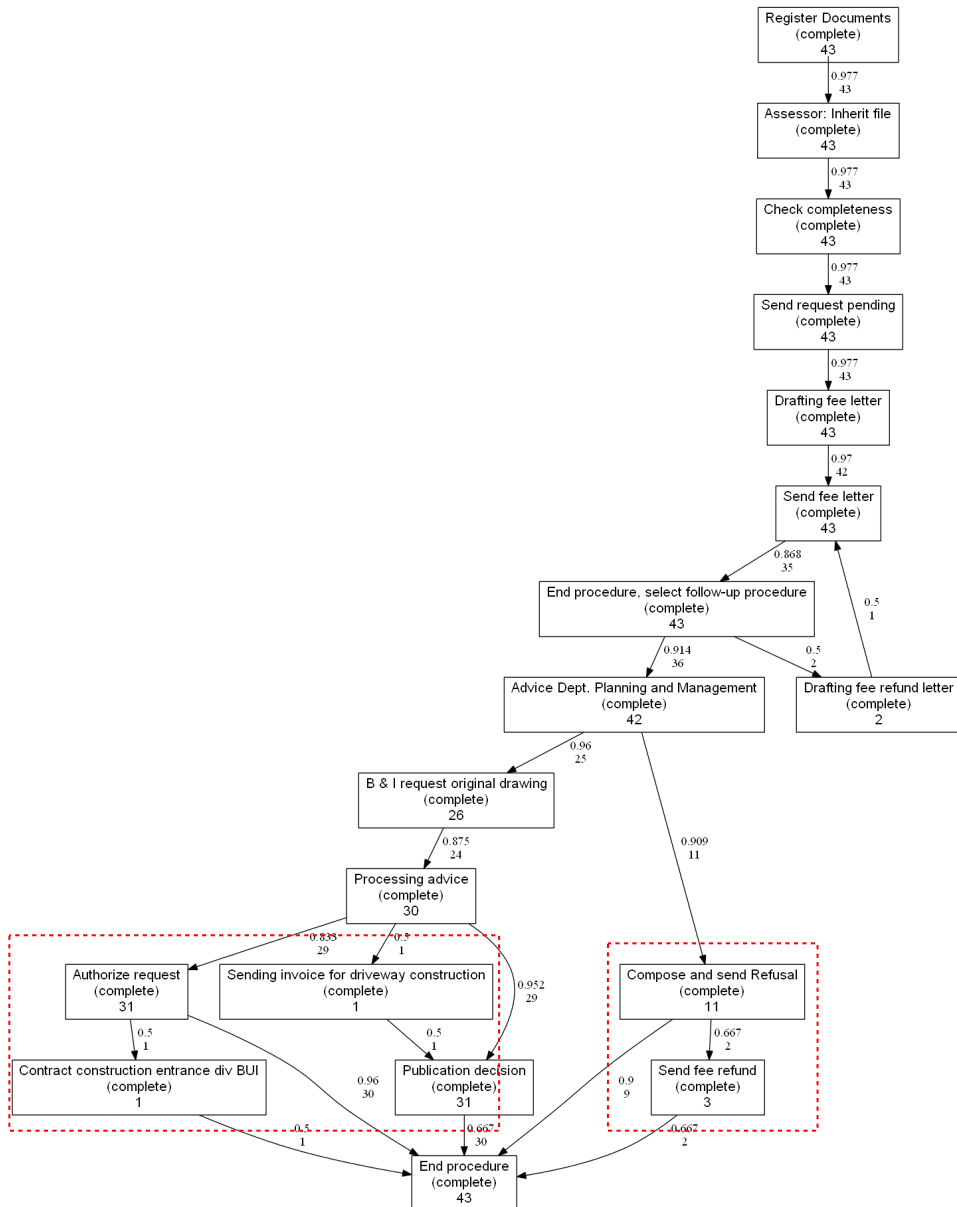 Register Documents
(complete)
43
0.977
43
Assessor: Inherit file
(complete)
43
0.977
43
Check completeness
(complete)
43
0.977
43
Send request pending
(complete)
43
0.977
43
Drafting fee letter
(complete)
43
0.97
42
Send fee letter
(complete)
43
0.868
35
End procedure, select follow-up procedure
(complete)
43
0.5
1
0.914
36
0.5
2
Advice Dept. Planning and Management
(complete)
42
Drafting fee refund letter
(complete)
2
0.96
25
B & I request original drawing
(complete)
26
0.909
11
0.875
24
Processing advice
(complete)
30
0.833
29
0.5
1
0.952
29
Authorize request
(complete)
31
Sending invoice for driveway construction
(complete)
1
Compose and send Refusal
(complete)
11
0.5
1
0.5
1
0.667
2
Contract construction entrance div BUI
(complete)
1
0.96
30
Publication decision
(complete)
31
0.9
9
Send fee refund
(complete)
3
0.5
1
0.667
30
0.667
2
End procedure
(complete)
43